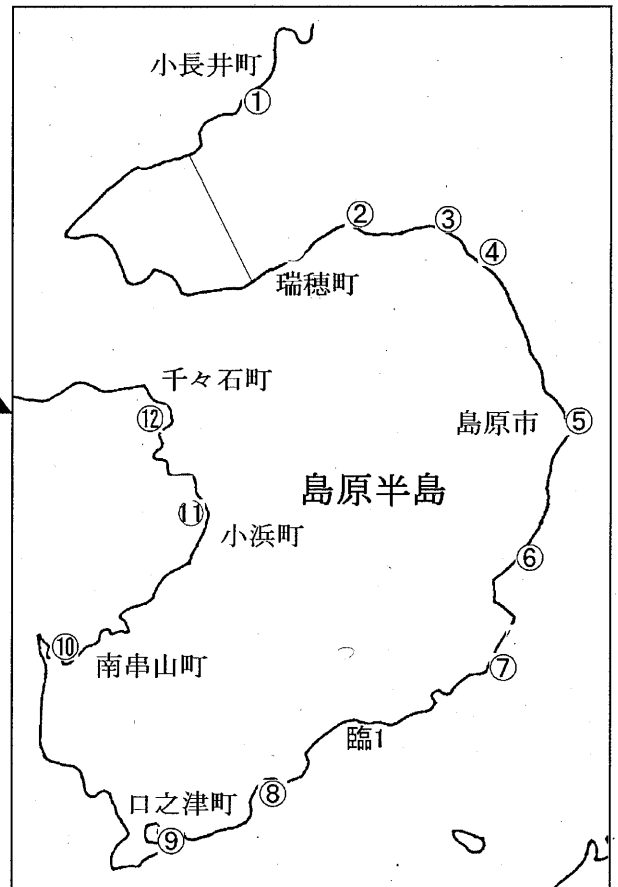 小長井町
①
②
③
④
瑞穂町
千々石町
⑫
島原市
⑤
島原半島
⑪
小浜町
⑥
⑩
南串山町
⑦
臨1
⑧
口之津町
⑨